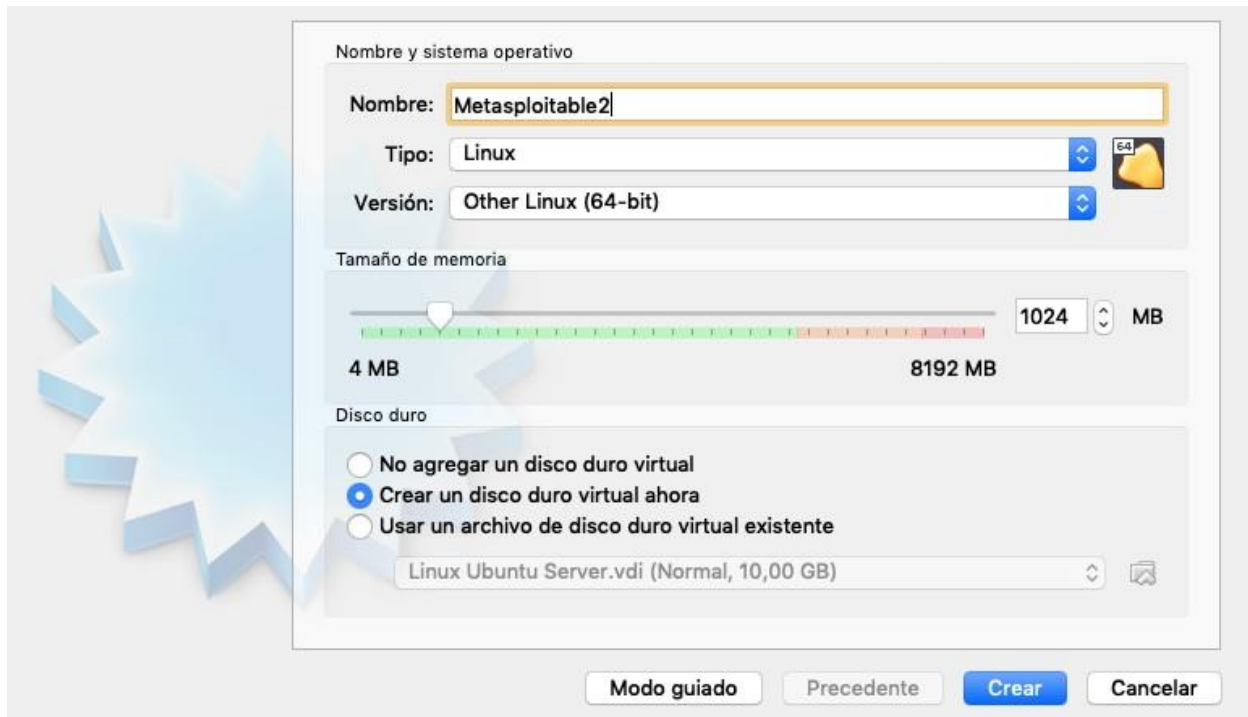 Nombre y sistema operativo
Nombre: Metasploitable2
Tipo: Linux
64
Versión: Other Linux (64-bit)
Tamaño de memoria
1024 MB
4 MB 8192 MB
Disco duro
No agregar un disco duro virtual
Crear un disco duro virtual ahora
Usar un archivo de disco duro virtual existente
Linux Ubuntu Server.vdi (Normal, 10,00 GB)
Modo guiado Precedente Crear Cancelar